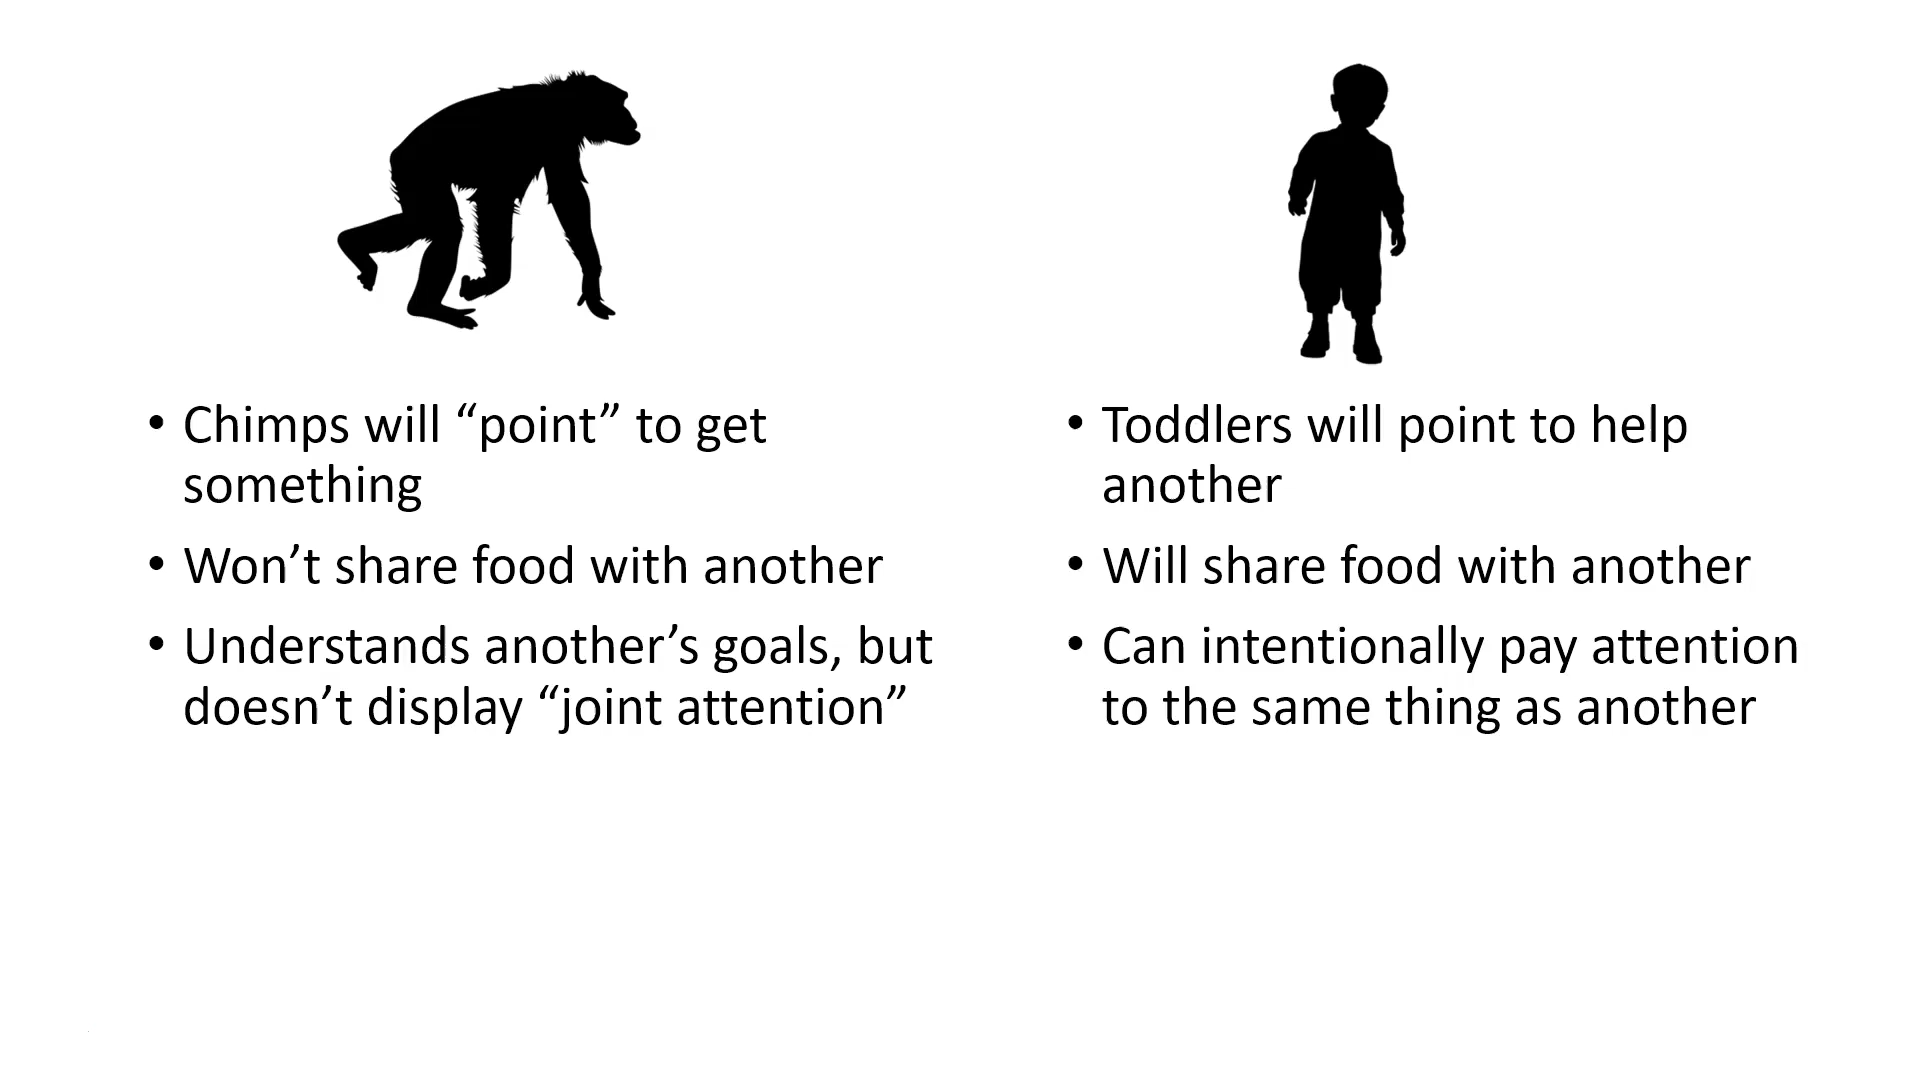 • Chimps will “point” to get
something
• Won’t share food with another
• Understands another’s goals, but
doesn’t display “joint attention”
• Toddlers will point to help
another
• Will share food with another
• Can intentionally pay attention
to the same thing as another